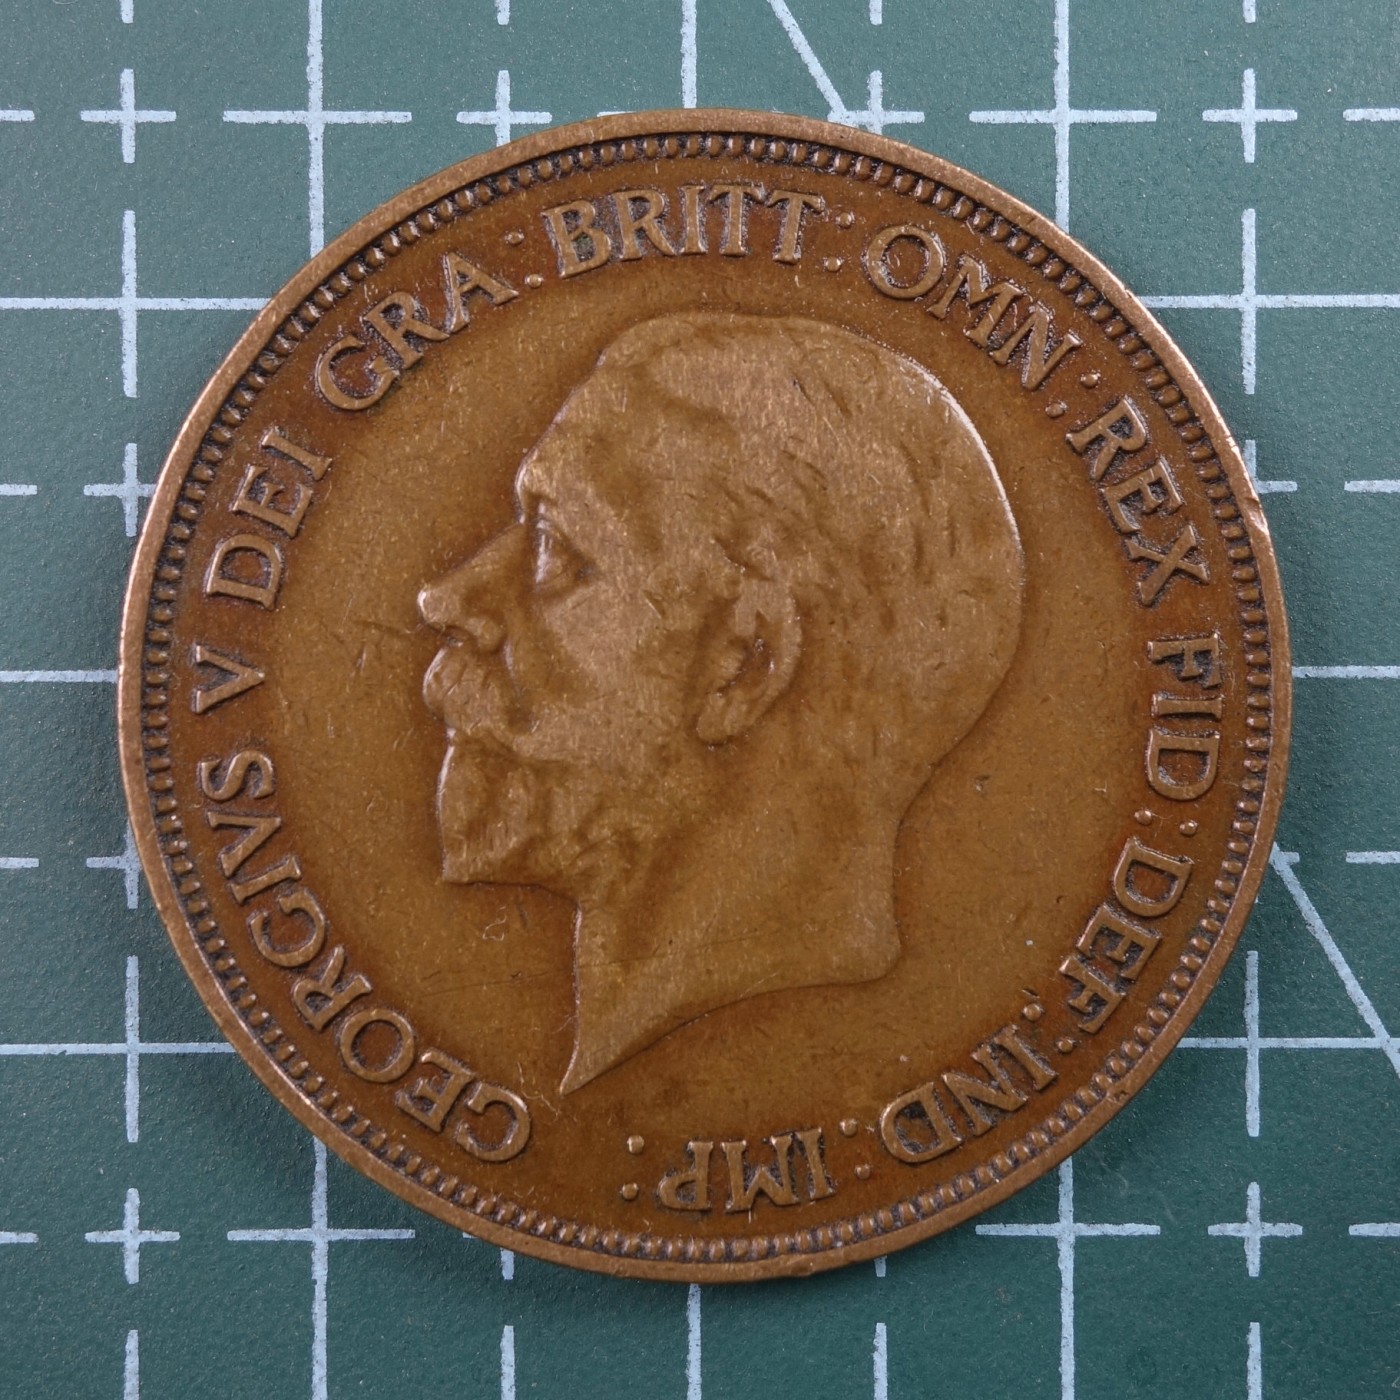 GEORGIVS V DEI GRA: BRITT: OMN: REX FID: DEF: IND: IMP: